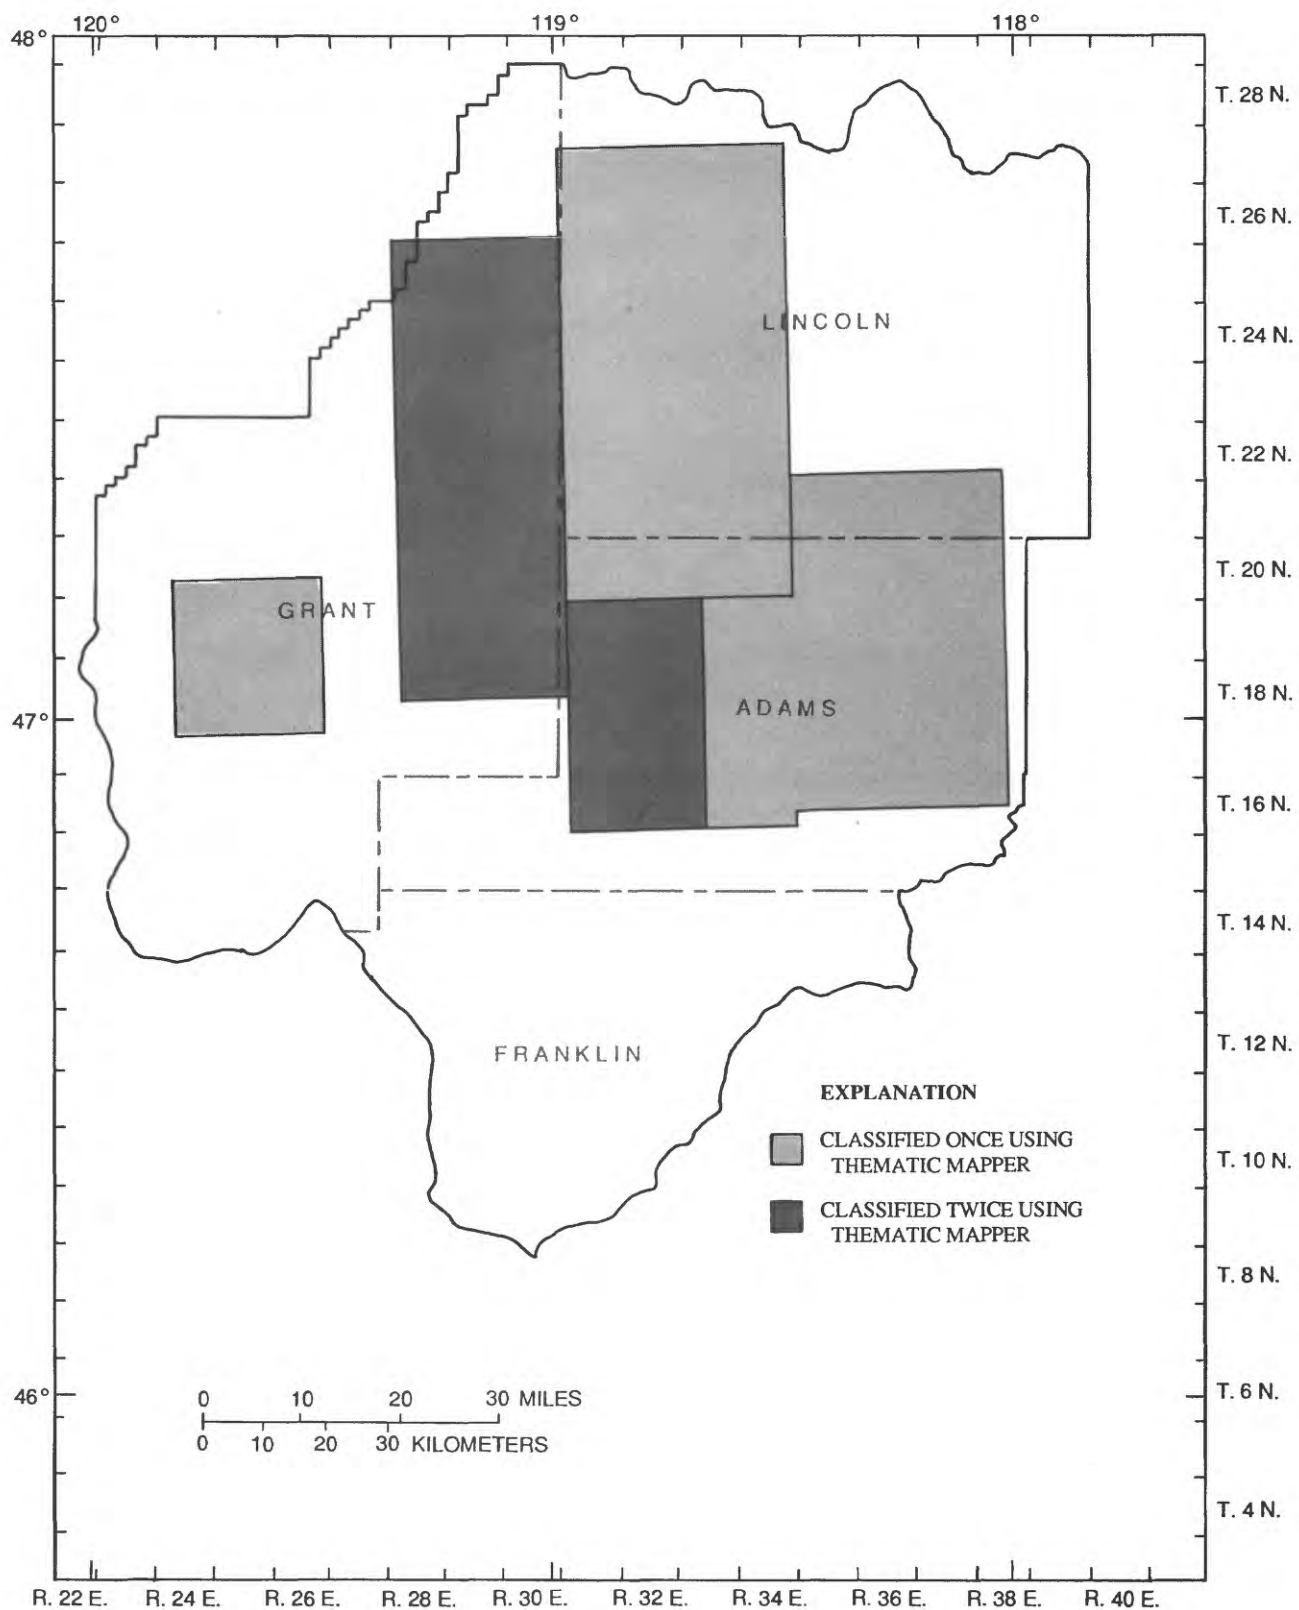 120°
119°
118°
48°
T. 28 N.
T. 26 N.
LINCOLN
T. 24 N.
T. 22 N.
T. 20 N.
GRANT
T. 18 N.
ADAMS
47°
T. 16 N.
T. 14 N.
FRANKLIN
T. 12 N.
EXPLANATION
CLASSIFIED ONCE USING
THEMATIC MAPPER
T. 10 N.
CLASSIFIED TWICE USING
THEMATIC MAPPER
T. 8 N.
46°
T. 6 N.
0 10 20 30 MILES
0 10 20 30 KILOMETERS
T. 4 N.
R. 22 E. R. 24 E. R. 26 E. R. 28 E. R. 30 E. R. 32 E. R. 34 E. R. 36 E. R. 38 E. R. 40 E.